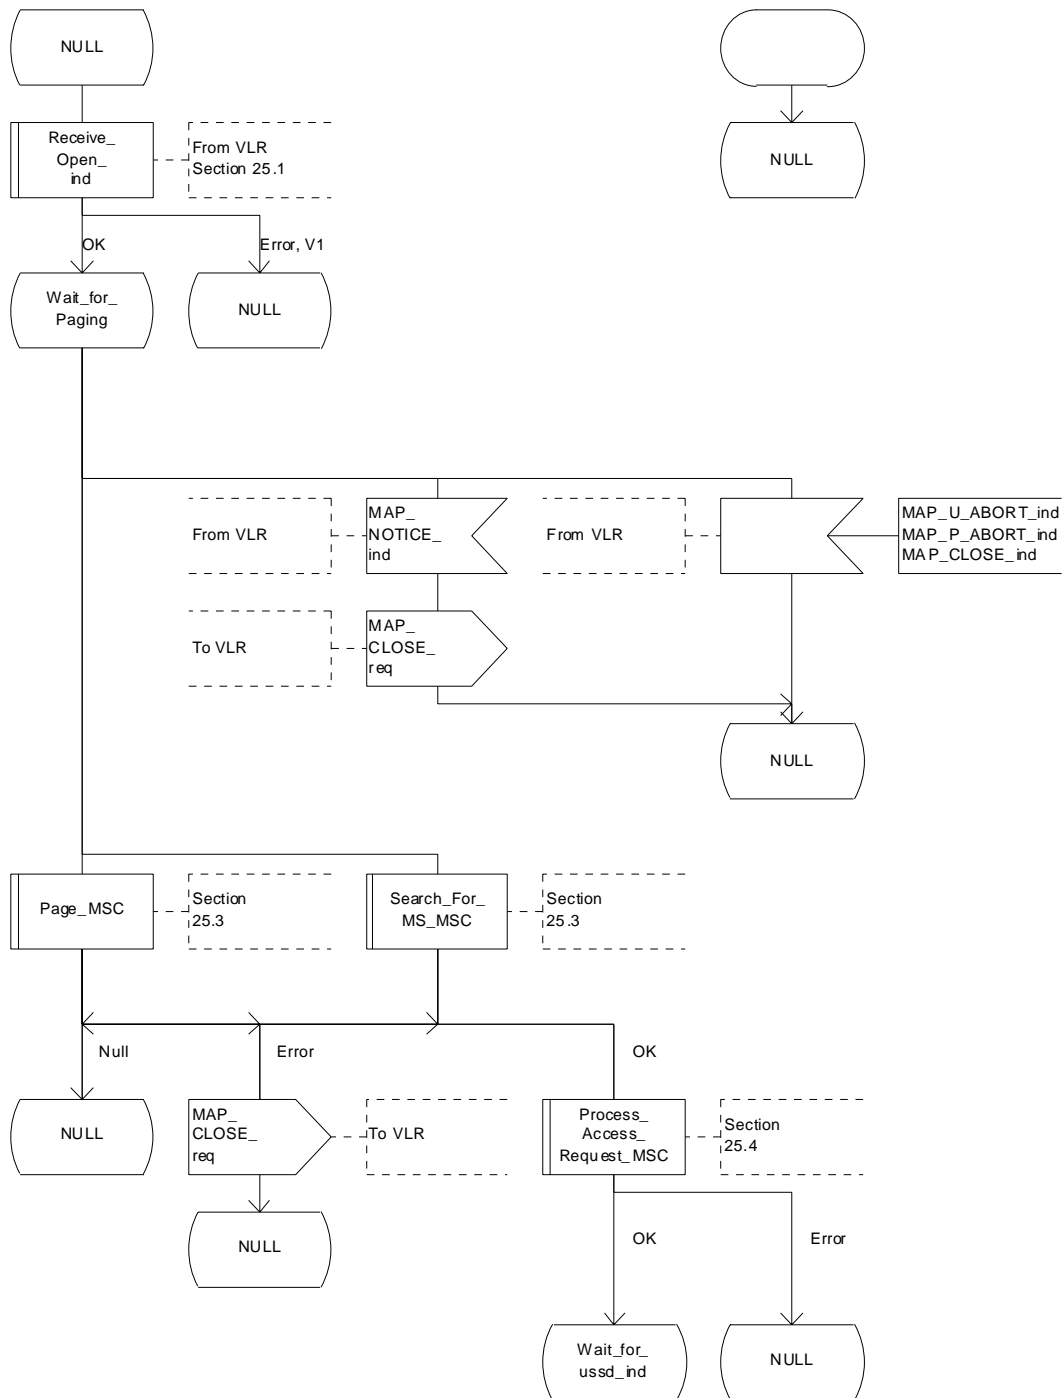 NULL
Receive_
Open_
ind
From VLR
Section 25.1
NULL
OK
Error, V1
Wait_for_
Paging
NULL
From VLR
MAP_
NOTICE_
ind
From VLR
MAP_U_ABORT_ind
MAP_P_ABORT_ind
MAP_CLOSE_ind
To VLR
MAP_
CLOSE_
req
NULL
Page_MSC
Section
25.3
Search_For_
MS_MSC
Section
25.3
Null
Error
OK
NULL
MAP_
CLOSE_
req
To VLR
Process_
Access_
Request_MSC
Section
25.4
NULL
OK
Error
Wait_for_
ussd_ind
NULL